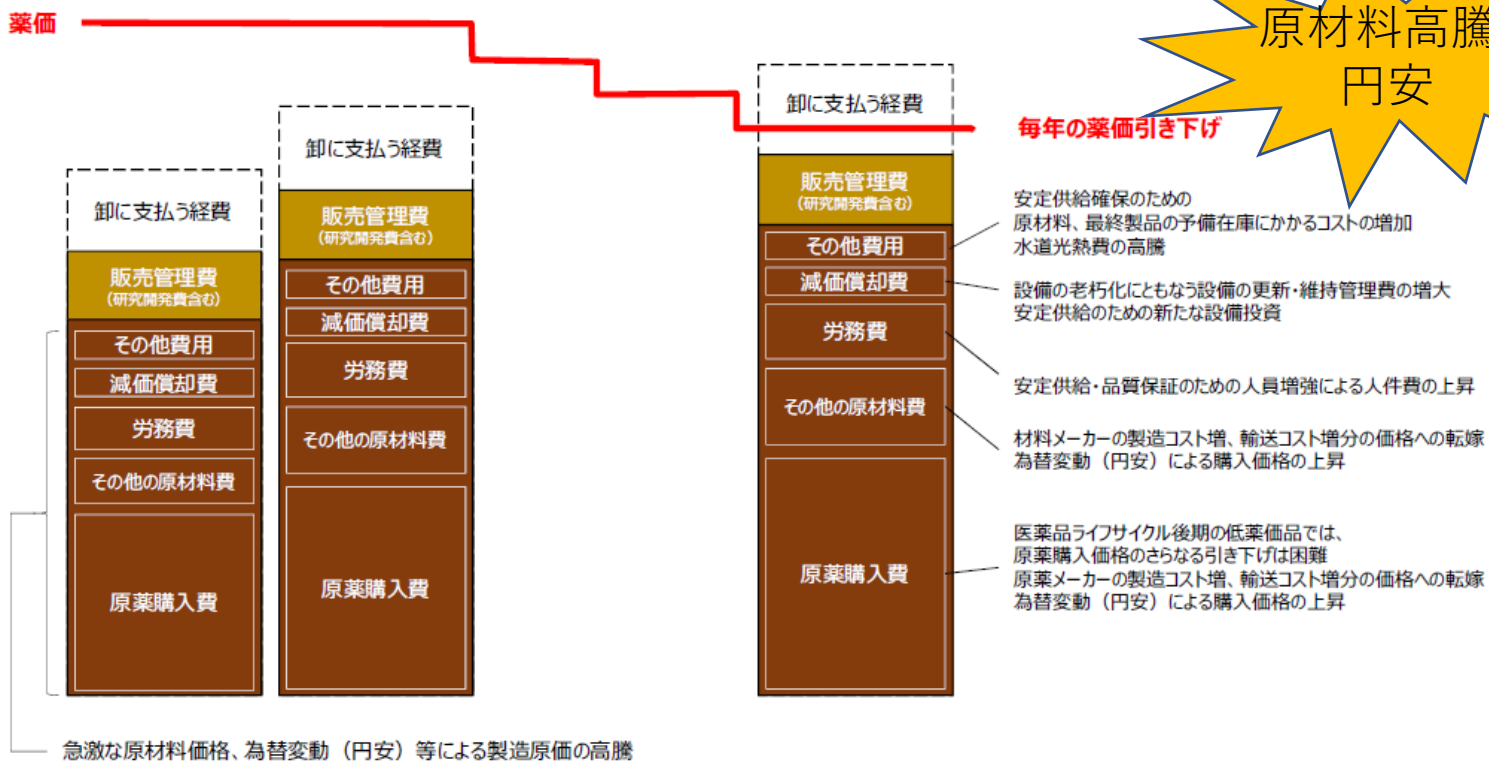 薬価
原材料高騰
円安
毎年の薬価引き下げ
卸に支払う経費
販売管理費
(研究開発費含む)
その他費用
減価償却費
労務費
その他の原材料費
原薬購入費
卸に支払う経費
販売管理費
(研究開発費含む)
その他費用
減価償却費
労務費
その他の原材料費
原薬購入費
卸に支払う経費
販売管理費
(研究開発費含む)
その他費用
減価償却費
労務費
その他の原材料費
原薬購入費
安定供給確保のための
原材料、最終製品の予備在庫にかかるコストの増加
水道光熱費の高騰
設備の老朽化にともなう設備の更新・維持管理費の増大
安定供給のための新たな設備投資
安定供給・品質保証のための人員増強による人件費の上昇
材料メーカーの製造コスト増、輸送コスト増分の価格への転嫁
為替変動（円安）による購入価格の上昇
医薬品ライフサイクル後期の低薬価品では、
原薬購入価格のさらなる引き下げは困難
原薬メーカーの製造コスト増、輸送コスト増分の価格への転嫁
為替変動（円安）による購入価格の上昇
急激な原材料価格、為替変動（円安）等による製造原価の高騰